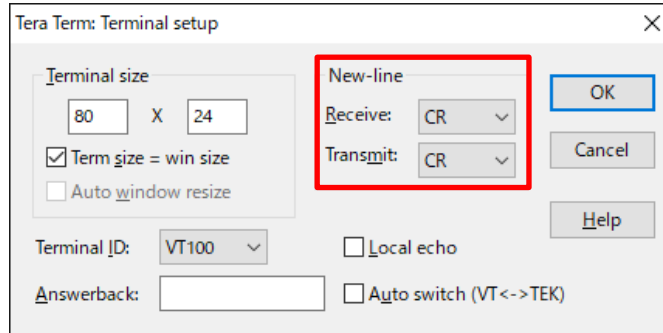 Tera Term: Terminal setup
Terminal size
80 X 24
Term size = win size
Auto window resize
New-line
Receive: CR
Transmit: CR
OK
Cancel
Help
Terminal ID: VT100
Local echo
Answerback:
Auto switch (VT<->TEK)